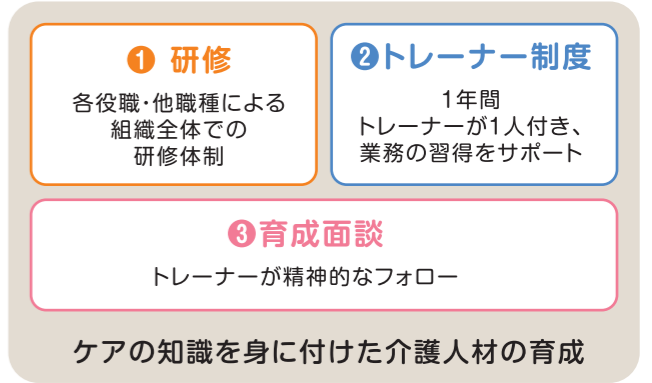 ❶ 研修
各役職・他職種による
組織全体での
研修体制
❷トレーナー制度
1年間
トレーナーが1人付き、
業務の習得をサポート
❸育成面談
トレーナーが精神的なフォロー
ケアの知識を身に付けた介護人材の育成